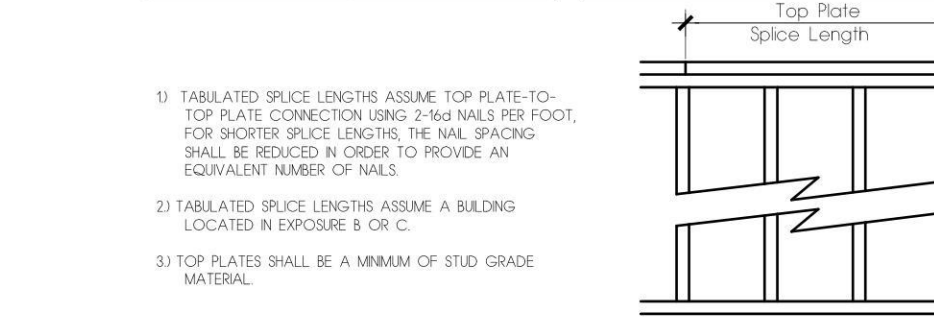 Top Plate
Splice Length
1.) TABULATED SPLICE LENGTHS ASSUME TOP PLATE-TO-
TOP PLATE CONNECTION USING 2-16d NAILS PER FOOT,
FOR SHORTER SPLICE LENGTHS, THE NAIL SPACING
SHALL BE REDUCED IN ORDER TO PROVIDE AN
EQUIVALENT NUMBER OF NAILS.
2.) TABULATED SPLICE LENGTHS ASSUME A BUILDING
LOCATED IN EXPOSURE B OR C.
3.) TOP PLATES SHALL BE A MINIMUM OF STUD GRADE
MATERIAL.